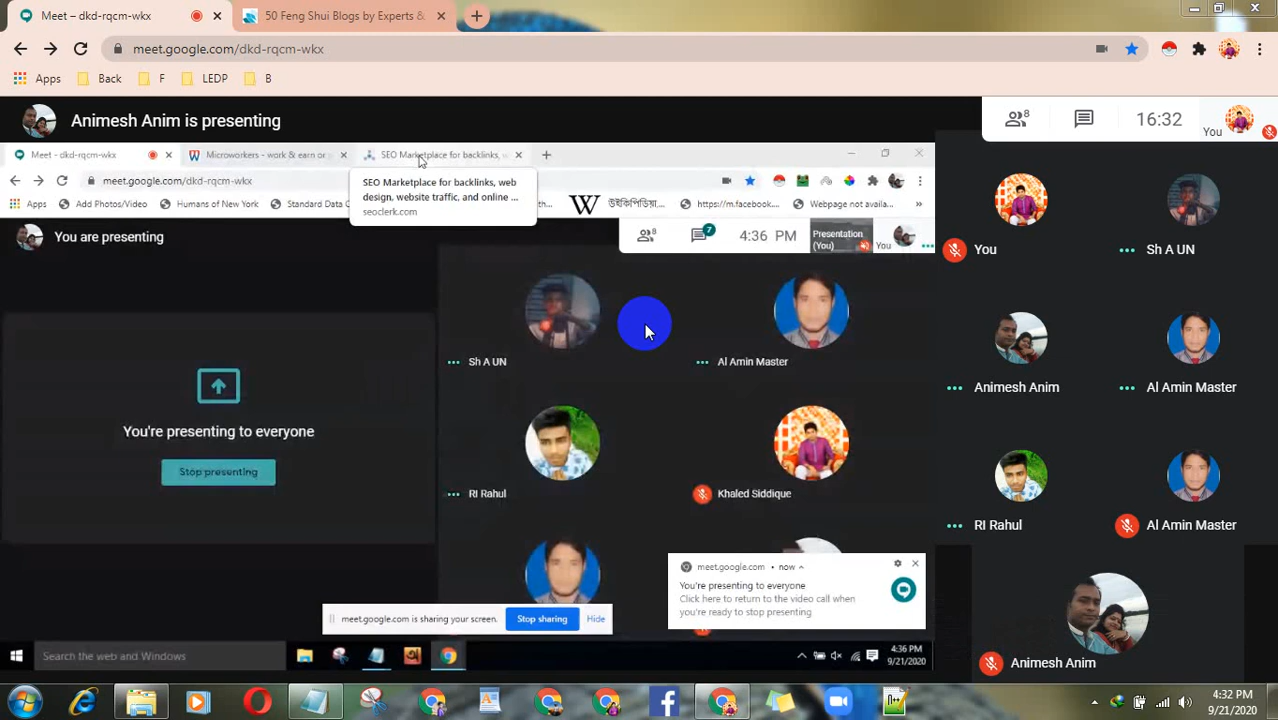 Meet – dkd-rqcm-wkx
50 Feng Shui Blogs by Experts &
meet.google.com/dkd-rqcm-wkx
Apps
Back
F
LEDP
B
Animesh Anim is presenting
8
16:32
You
Meet - dkd-rqcm-wkx
Microworkers - work & earn or
SEO Marketplace for backlinks, w
meet.google.com/dkd-rqcm-wkx
SEO Marketplace for backlinks, web
design, website traffic, and online ...
seoclerk.com
Apps
Add Photos/Video
Humans of New York
Standard Data
W
উইকিপিডিয়া...
https://m.facebook...
Webpage not availa...
»
You are presenting
8
7
4:36 PM
Presentation
(You)
You
You're presenting to everyone
Stop presenting
Sh A UN
Al Amin Master
RI Rahul
Khaled Siddique
meet.google.com • now
You're presenting to everyone
Click here to return to the video call when
you're ready to stop presenting
meet.google.com is sharing your screen.
Stop sharing
Hide
Search the web and Windows
4:36 PM
9/21/2020
You
Sh A UN
Animesh Anim
Al Amin Master
RI Rahul
Al Amin Master
Animesh Anim
4:32 PM
9/21/2020